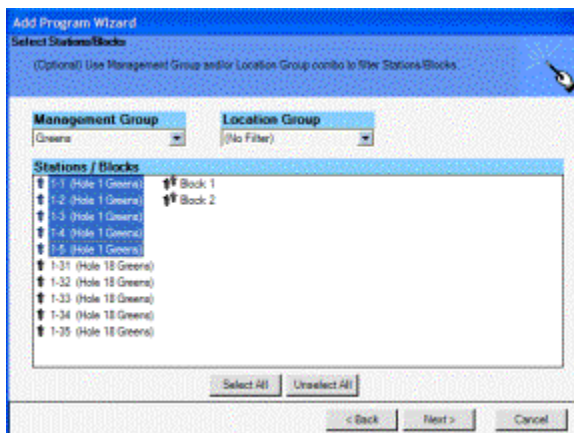 Add Program Wizard
Select Stations/Blocks
(Optional) Use Management Group and/or Location Group combo to filter Stations/Blocks.
Management Group Location Group
Greens (No Filter)
Stations / Blocks
1-1 (Hole 1 Greens) Block 1
1-2 (Hole 1 Greens) Block 2
1-3 (Hole 1 Greens)
1-4 (Hole 1 Greens)
1-5 (Hole 1 Greens)
1-31 (Hole 18 Greens)
1-32 (Hole 18 Greens)
1-33 (Hole 18 Greens)
1-34 (Hole 18 Greens)
1-35 (Hole 18 Greens)
Select All Unselect All
< Back Next > Cancel